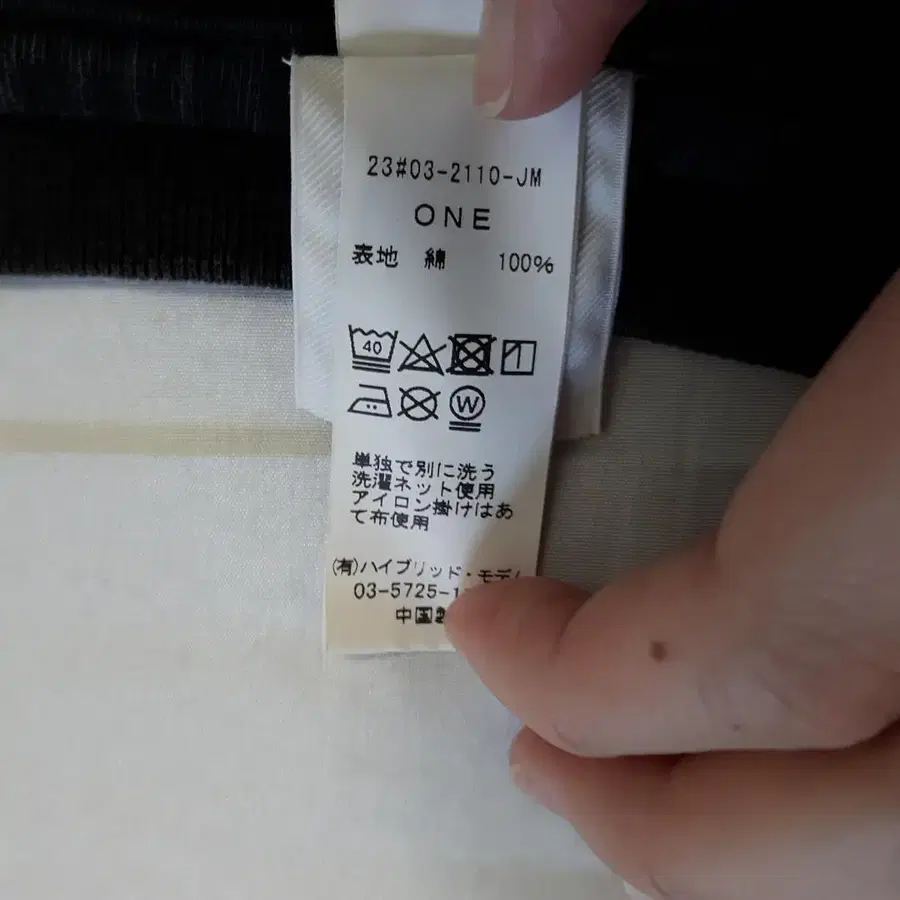 23#03-2110-JM
ONE
表地 綿 100%
40
W
単独で別に洗う
洗濯ネット使用
アイロン掛けはあ
て布使用
(有)ハイブリッド・モデ
03-5725-1
中国